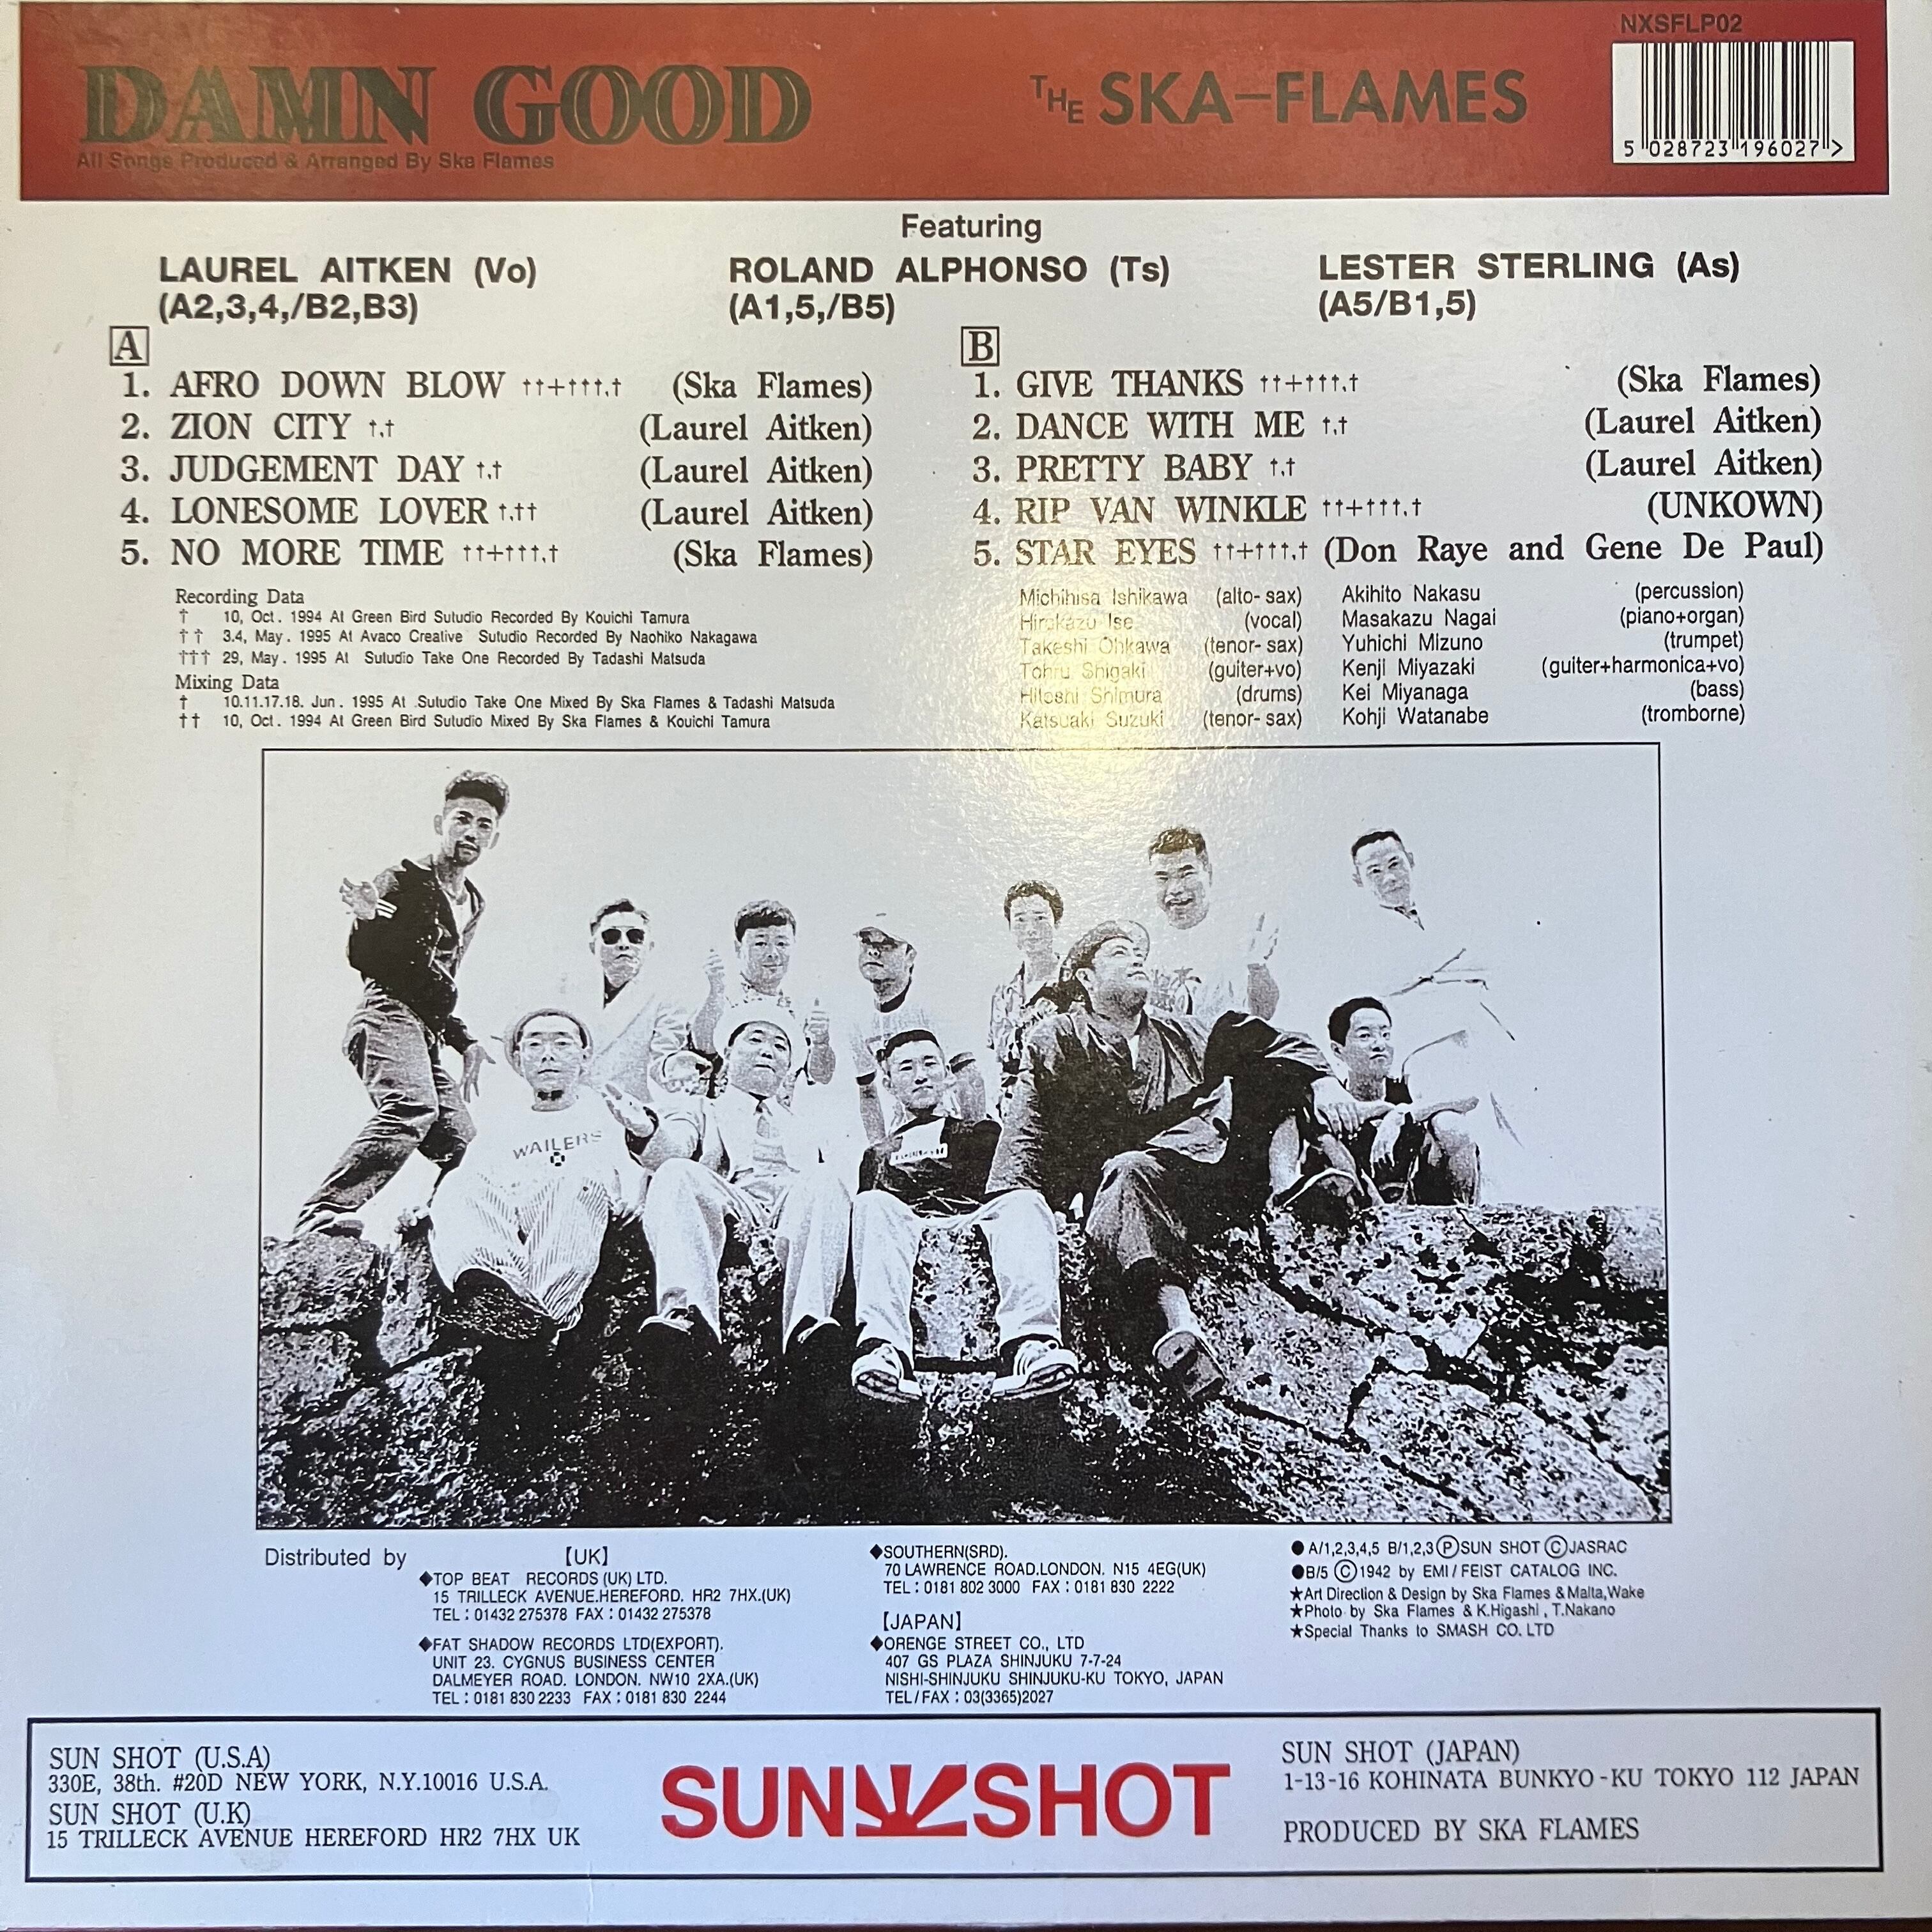 NXSFLP02
DAMN GOOD
THE SKA-FLAMES
All Songs Produced & Arranged By Ska Flames
5 028723 196027 >
Featuring
LAUREL AITKEN (Vo)
(A2,3,4,/B2,B3)
ROLAND ALPHONSO (Ts)
(A1,5,/B5)
LESTER STERLING (As)
(A5/B1,5)
A
1. AFRO DOWN BLOW ††+†††,† (Ska Flames)
2. ZION CITY †,† (Laurel Aitken)
3. JUDGEMENT DAY †,† (Laurel Aitken)
4. LONESOME LOVER †,†† (Laurel Aitken)
5. NO MORE TIME ††+†††,† (Ska Flames)
B
1. GIVE THANKS ††+†††,† (Ska Flames)
2. DANCE WITH ME †,† (Laurel Aitken)
3. PRETTY BABY †,† (Laurel Aitken)
4. RIP VAN WINKLE ††+†††,† (UNKOWN)
5. STAR EYES ††+†††,† (Don Raye and Gene De Paul)
Recording Data
† 10, Oct. 1994 At Green Bird Sutudio Recorded By Kouichi Tamura
†† 3.4, May. 1995 At Avaco Creative Sutudio Recorded By Naohiko Nakagawa
††† 29, May. 1995 At Sutudio Take One Recorded By Tadashi Matsuda
Mixing Data
† 10.11.17.18. Jun. 1995 At Sutudio Take One Mixed By Ska Flames & Tadashi Matsuda
†† 10, Oct. 1994 At Green Bird Sutudio Mixed By Ska Flames & Kouichi Tamura
Michihisa Ishikawa (alto-sax)
Hirokazu Ise (vocal)
Takeshi Ohkawa (tenor-sax)
Tohru Shigaki (guiter+vo)
Hitoshi Shimura (drums)
Katsuaki Suzuki (tenor-sax)
Akihito Nakasu (percussion)
Masakazu Nagai (piano+organ)
Yuhichi Mizuno (trumpet)
Kenji Miyazaki (guiter+harmonica+vo)
Kei Miyanaga (bass)
Kohji Watanabe (tromborne)
WAILERS
Distributed by
【UK】
◆TOP BEAT RECORDS (UK) LTD.
15 TRILLECK AVENUE.HEREFORD. HR2 7HX.(UK)
TEL : 01432 275378 FAX : 01432 275378
◆FAT SHADOW RECORDS LTD(EXPORT).
UNIT 23. CYGNUS BUSINESS CENTER
DALMEYER ROAD. LONDON. NW10 2XA.(UK)
TEL : 0181 830 2233 FAX : 0181 830 2244
◆SOUTHERN(SRD).
70 LAWRENCE ROAD.LONDON. N15 4EG(UK)
TEL : 0181 802 3000 FAX : 0181 830 2222
【JAPAN】
◆ORENGE STREET CO., LTD
407 GS PLAZA SHINJUKU 7-7-24
NISHI-SHINJUKU SHINJUKU-KU TOKYO, JAPAN
TEL/FAX : 03(3365)2027
●A/1,2,3,4,5 B/1,2,3 Ⓟ SUN SHOT Ⓒ JASRAC
●B/5 Ⓒ 1942 by EMI/FEIST CATALOG INC.
★Art Direction & Design by Ska Flames & Malta,Wake
★Photo by Ska Flames & K.Higashi , T.Nakano
★Special Thanks to SMASH CO. LTD
SUN SHOT (U.S.A)
330E, 38th. #20D NEW YORK, N.Y.10016 U.S.A.
SUN SHOT (U.K)
15 TRILLECK AVENUE HEREFORD HR2 7HX UK
SUN SHOT
SUN SHOT (JAPAN)
1-13-16 KOHINATA BUNKYO-KU TOKYO 112 JAPAN
PRODUCED BY SKA FLAMES